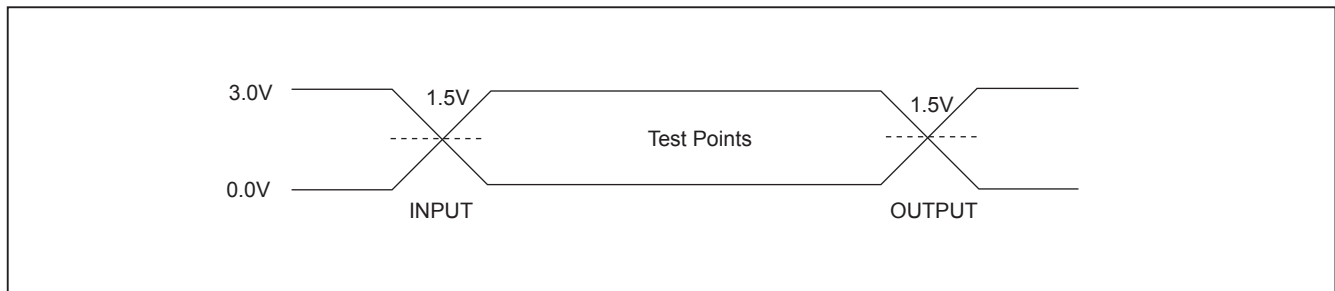 3.0V
1.5V
1.5V
Test Points
0.0V
INPUT
OUTPUT